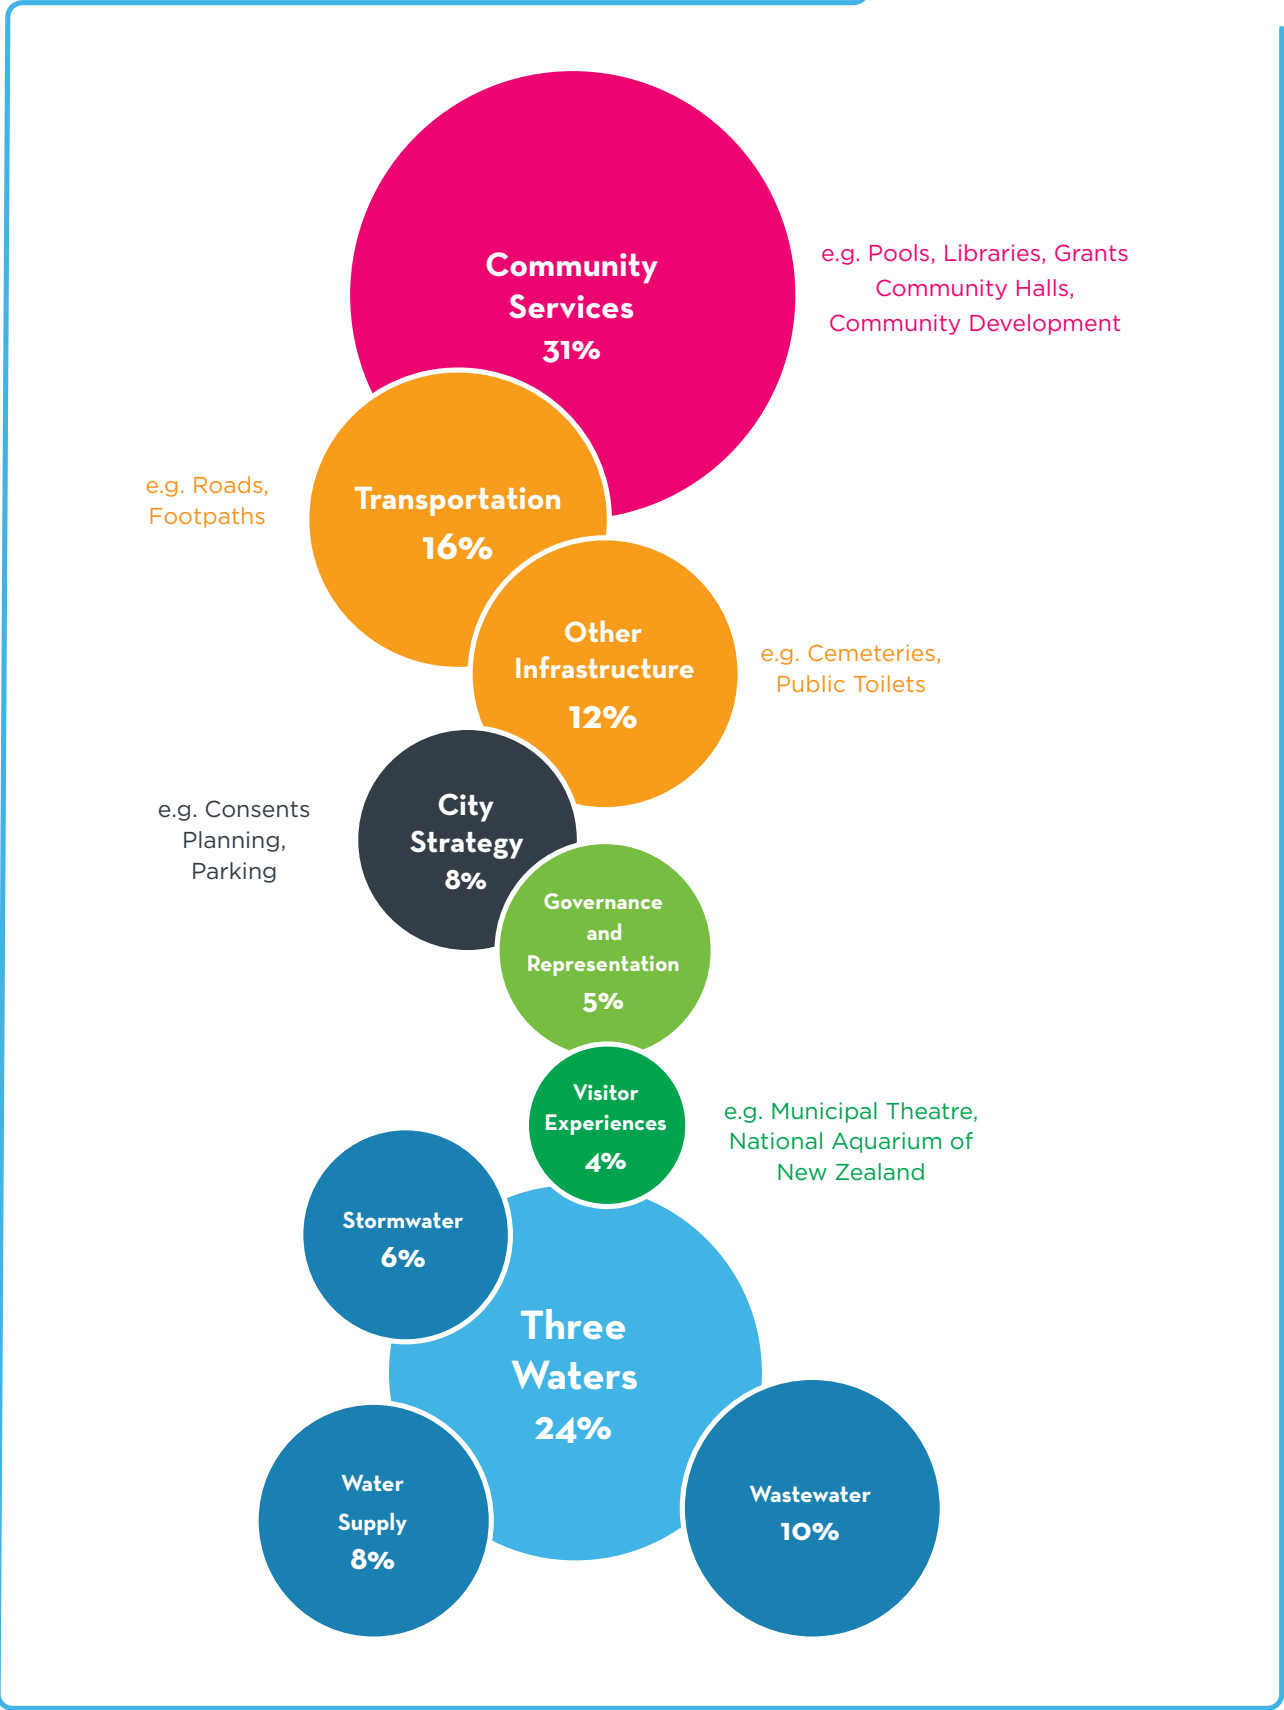 Community
Services
31%
e.g. Pools, Libraries, Grants
Community Halls,
Community Development
e.g. Roads,
Footpaths
Transportation
16%
Other
Infrastructure
12%
e.g. Cemeteries,
Public Toilets
e.g. Consents
Planning,
Parking
City
Strategy
8%
Governance
and
Representation
5%
Visitor
Experiences
4%
e.g. Municipal Theatre,
National Aquarium of
New Zealand
Stormwater
6%
Three
Waters
24%
Water
Supply
8%
Wastewater
10%